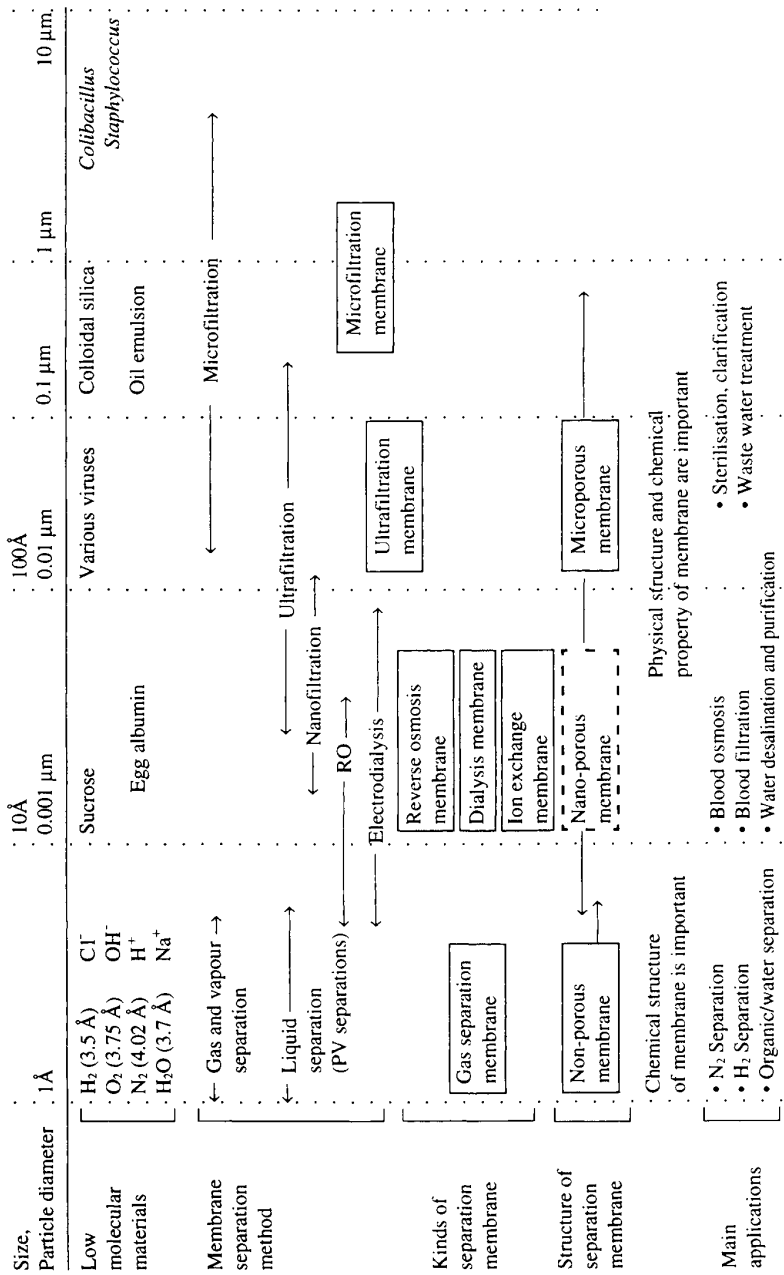 Size, 10Å 100Å
Particle diameter 1Å 0.001 µm 0.01 µm 0.1 µm 1 µm 10 µm
Low
molecular
materials
H₂ (3.5 Å) Cl⁻
O₂ (3.75 Å) OH⁻
N₂ (4.02 Å) H⁺
H₂O (3.7 Å) Na⁺
Sucrose
Egg albumin
Various viruses
Colloidal silica
Oil emulsion
Colibacillus
Staphylococcus
Membrane
separation
method
Gas and vapour
separation
Liquid
separation
(PV separations)
Microfiltration
Ultrafiltration
Nanofiltration
RO
Electrodialysis
Kinds of
separation
membrane
Gas separation
membrane
Reverse osmosis
membrane
Dialysis membrane
Ion exchange
membrane
Ultrafiltration
membrane
Microfiltration
membrane
Structure of
separation
membrane
Non-porous
membrane
Nano-porous
membrane
Microporous
membrane
Chemical structure
of membrane is important
Physical structure and chemical
property of membrane are important
Main
applications
• N₂ Separation
• H₂ Separation
• Organic/water separation
• Blood osmosis
• Blood filtration
• Water desalination and purification
• Sterilisation, clarification
• Waste water treatment